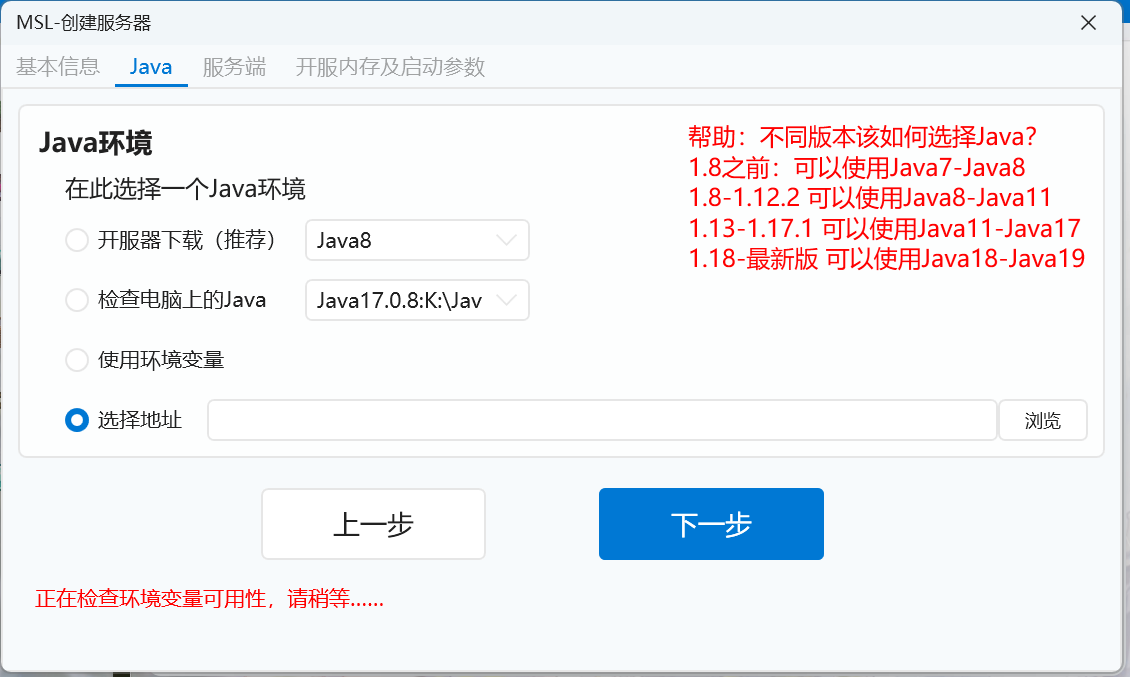 MSL-创建服务器
基本信息 Java 服务端 开服内存及启动参数
Java环境
在此选择一个Java环境
帮助：不同版本该如何选择Java？
1.8之前：可以使用Java7-Java8
1.8-1.12.2 可以使用Java8-Java11
1.13-1.17.1 可以使用Java11-Java17
1.18-最新版 可以使用Java18-Java19
开服器下载（推荐） Java8
检查电脑上的Java Java17.0.8:K:\Jav
使用环境变量
选择地址 浏览
上一步 下一步
正在检查环境变量可用性，请稍等......